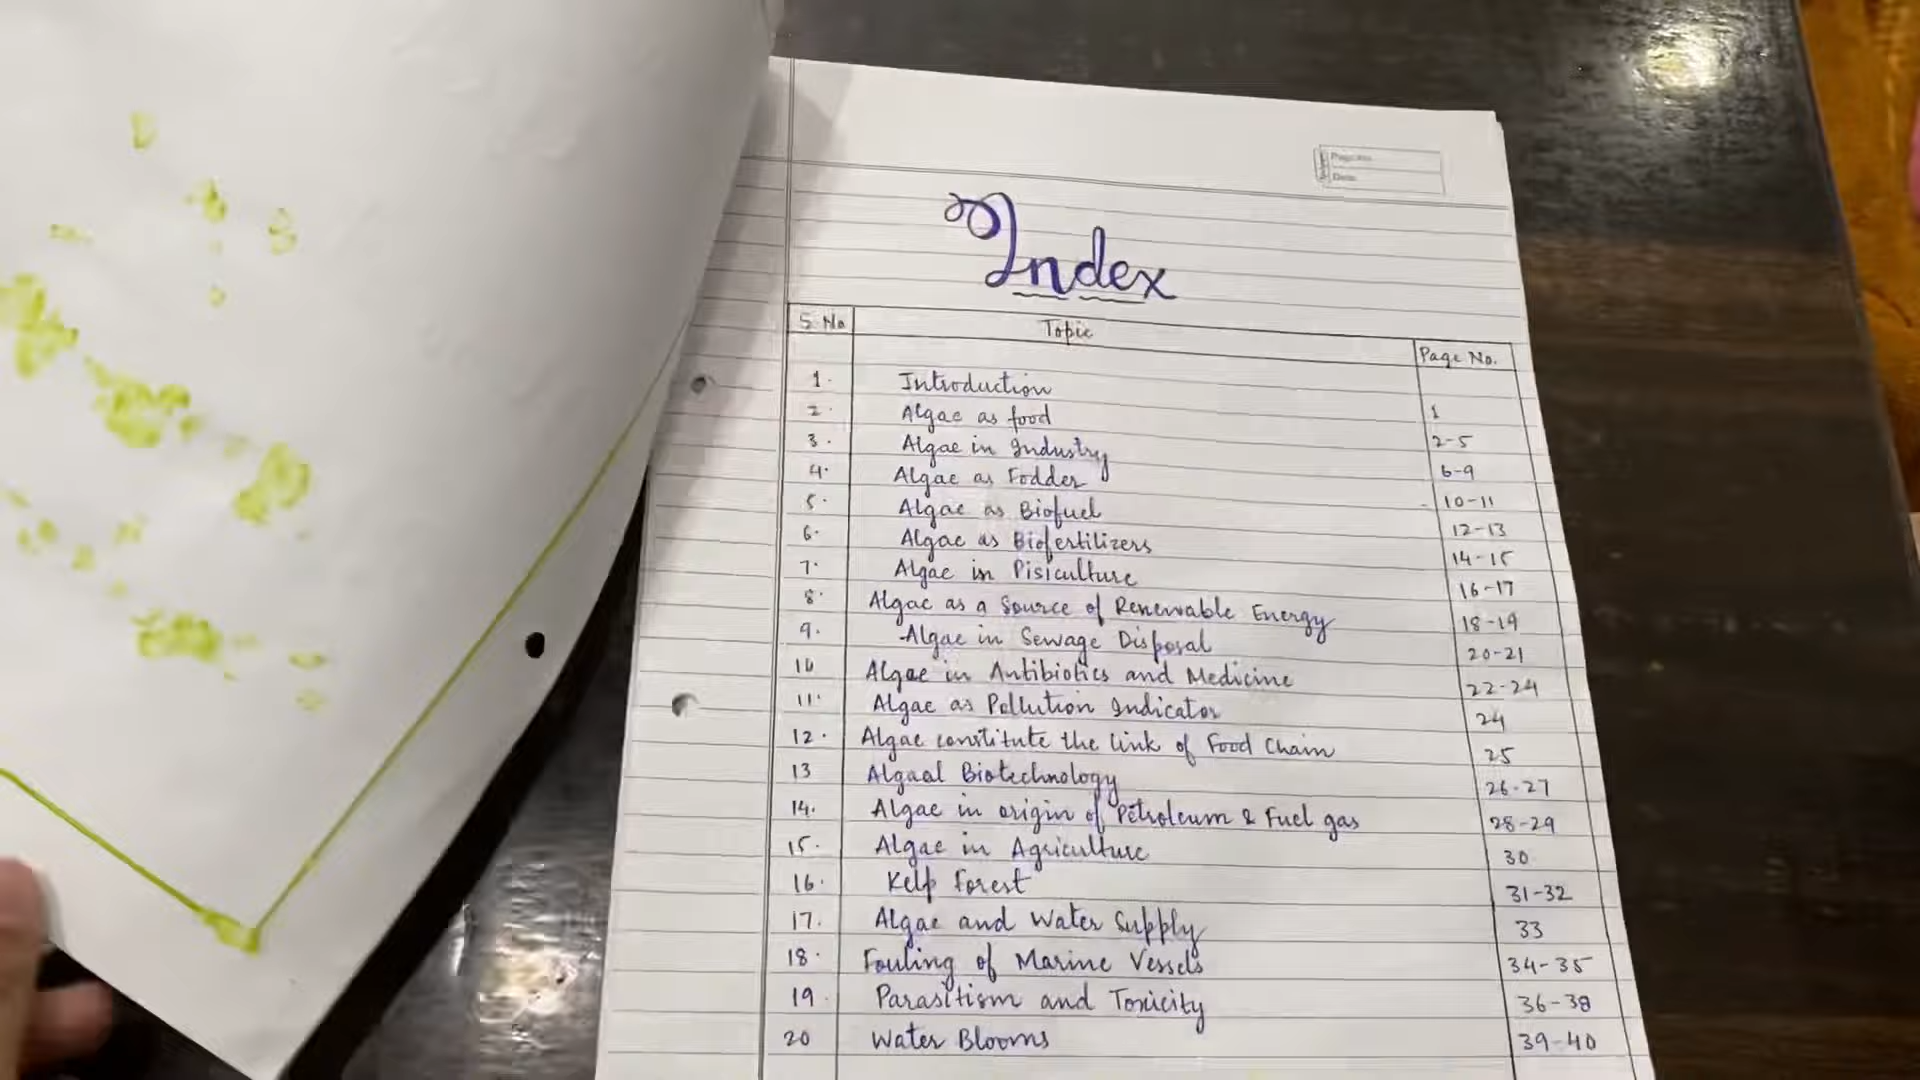 Page No.
Date
Index
S. No Topic Page No.
1. Introduction 1
2. Algae as food 2-5
3. Algae in Industry 6-9
4. Algae as Fodder 10-11
5. Algae as Biofuel 12-13
6. Algae as Biofertilizers 14-15
7. Algae in Pisiculture 16-17
8. Algae as a Source of Renewable Energy 18-19
9. Algae in Sewage Disposal 20-21
10 Algae in Antibiotics and Medicine 22-24
11. Algae as Pollution Indicator 24
12. Algae constitute the link of Food Chain 25
13 Algaal Biotechnology 26-27
14. Algae in origin of Petroleum & Fuel gas 28-29
15. Algae in Agriculture 30
16. Kelp Forest 31-32
17. Algae and Water Supply 33
18. Fouling of Marine Vessels 34-35
19 Parasitism and Toxicity 36-38
20 Water Blooms 39-40